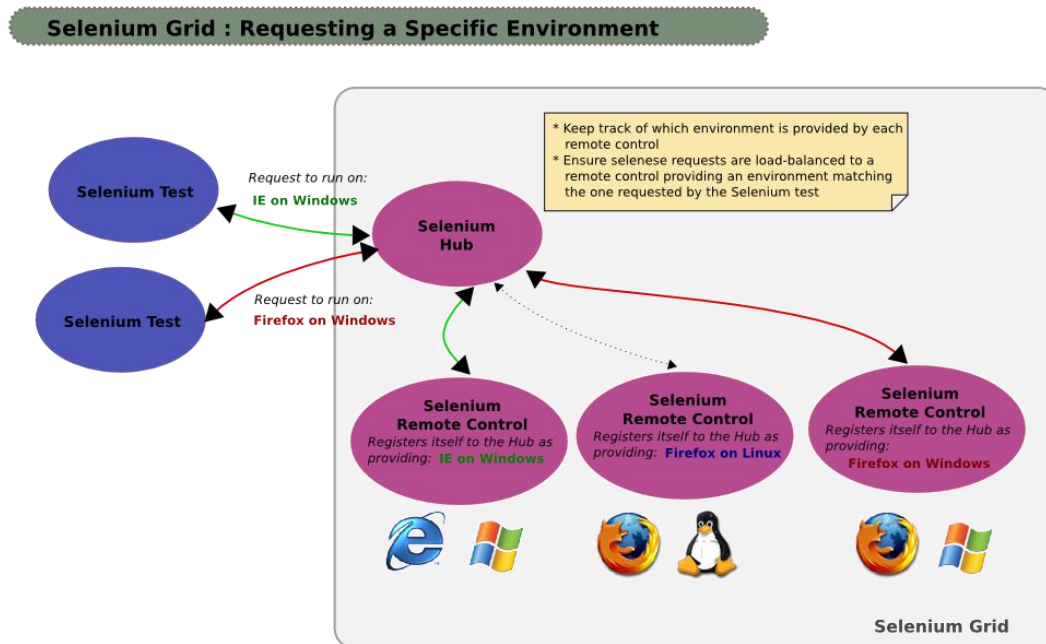 Selenium Grid : Requesting a Specific Environment
* Keep track of which environment is provided by each
remote control
* Ensure selenese requests are load-balanced to a
remote control providing an environment matching
the one requested by the Selenium test
Selenium Test
Request to run on:
IE on Windows
Selenium
Hub
Selenium Test
Request to run on:
Firefox on Windows
Selenium
Remote Control
Registers itself to the Hub as
providing: IE on Windows
Selenium
Remote Control
Registers itself to the Hub as
providing: Firefox on Linux
Selenium
Remote Control
Registers itself to the Hub as
providing:
Firefox on Windows
Selenium Grid